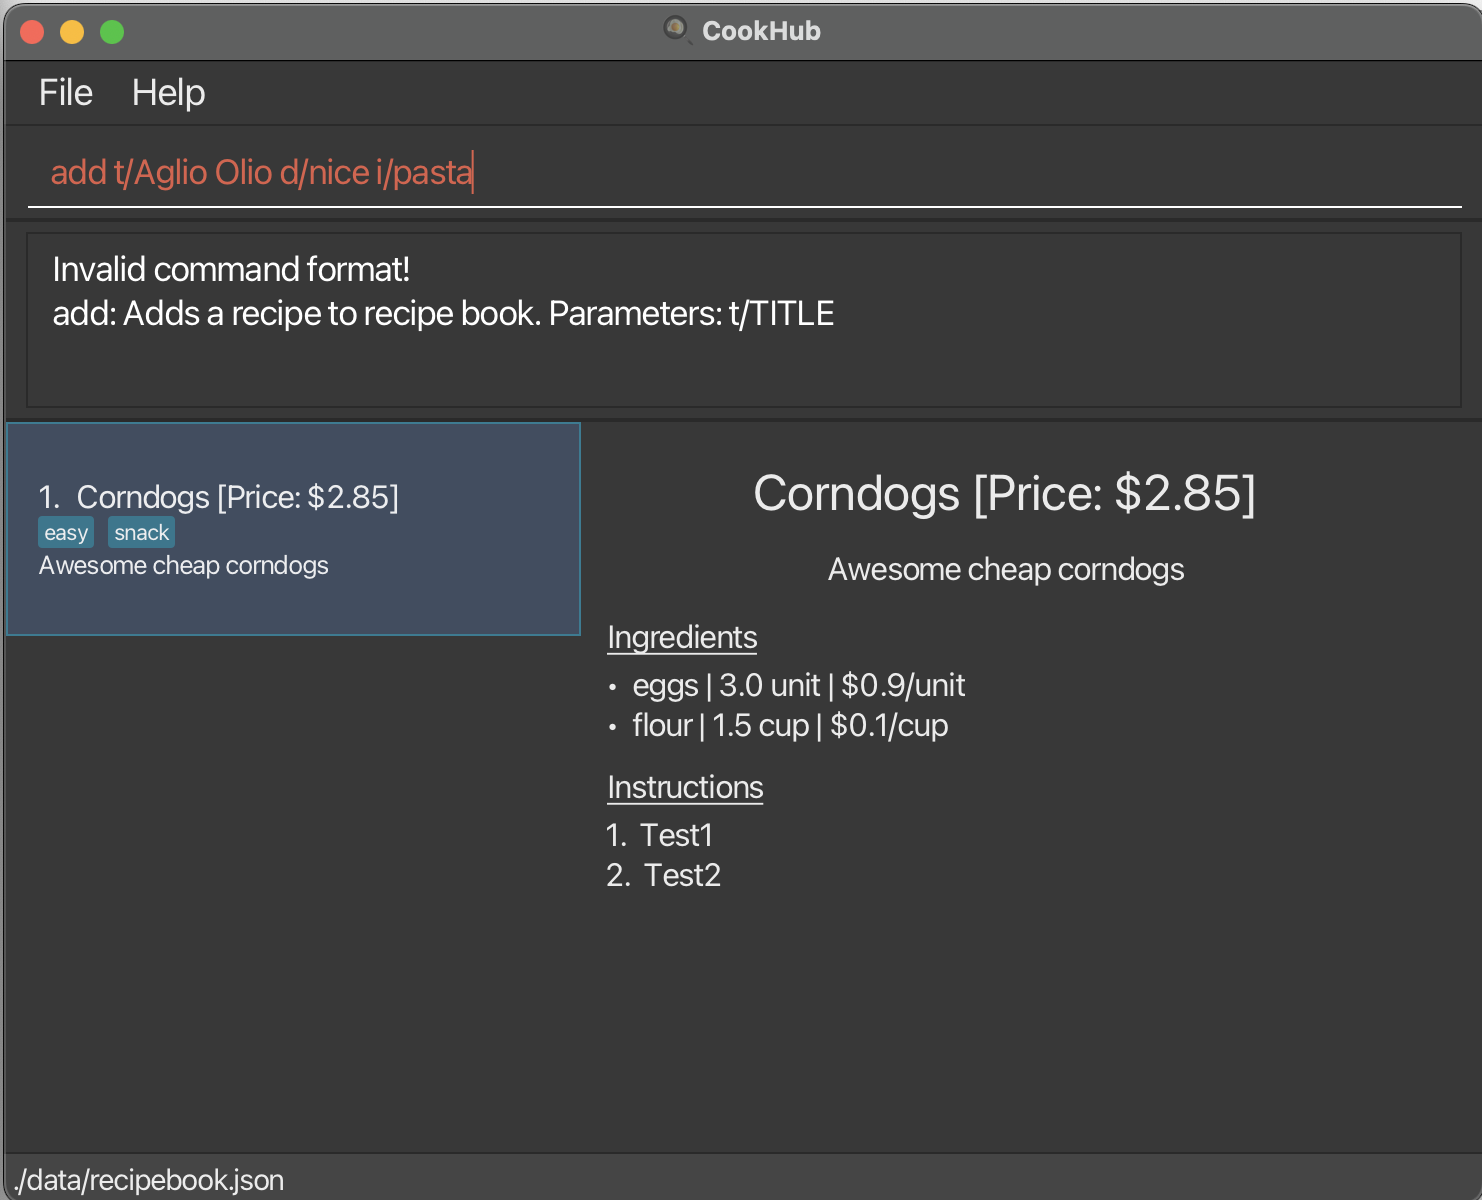 CookHub
File Help
add t/Aglio Olio d/nice i/pasta
Invalid command format!
add: Adds a recipe to recipe book. Parameters: t/TITLE
1. Corndogs [Price: $2.85]
easy snack
Awesome cheap corndogs
Corndogs [Price: $2.85]
Awesome cheap corndogs
Ingredients
• eggs | 3.0 unit | $0.9/unit
• flour | 1.5 cup | $0.1/cup
Instructions
1. Test1
2. Test2
./data/recipebook.json